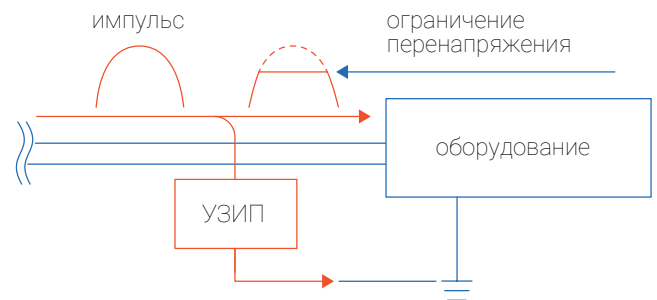 импульс
ограничение
перенапряжения
оборудование
УЗИП